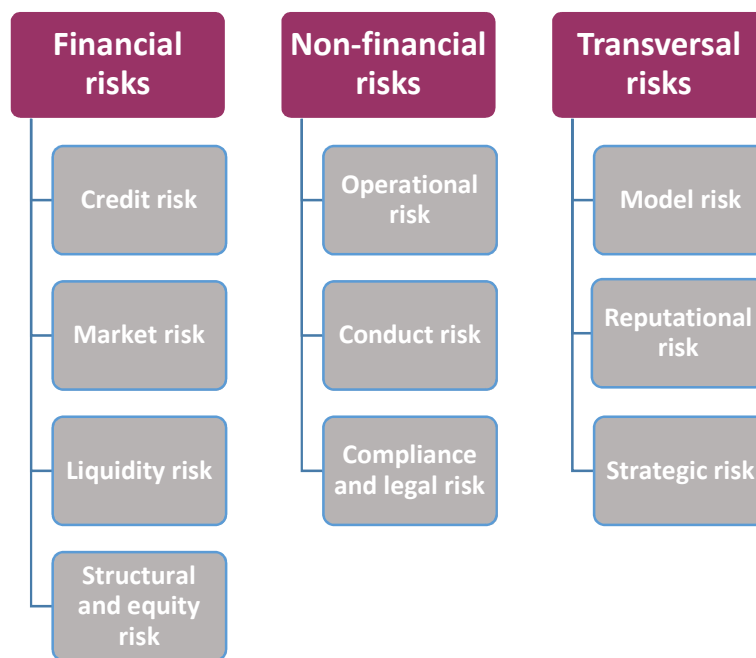 Financial
risks
Credit risk
Market risk
Liquidity risk
Structural
and equity
risk
Non-financial
risks
Operational
risk
Conduct risk
Compliance
and legal risk
Transversal
risks
Model risk
Reputational
risk
Strategic risk